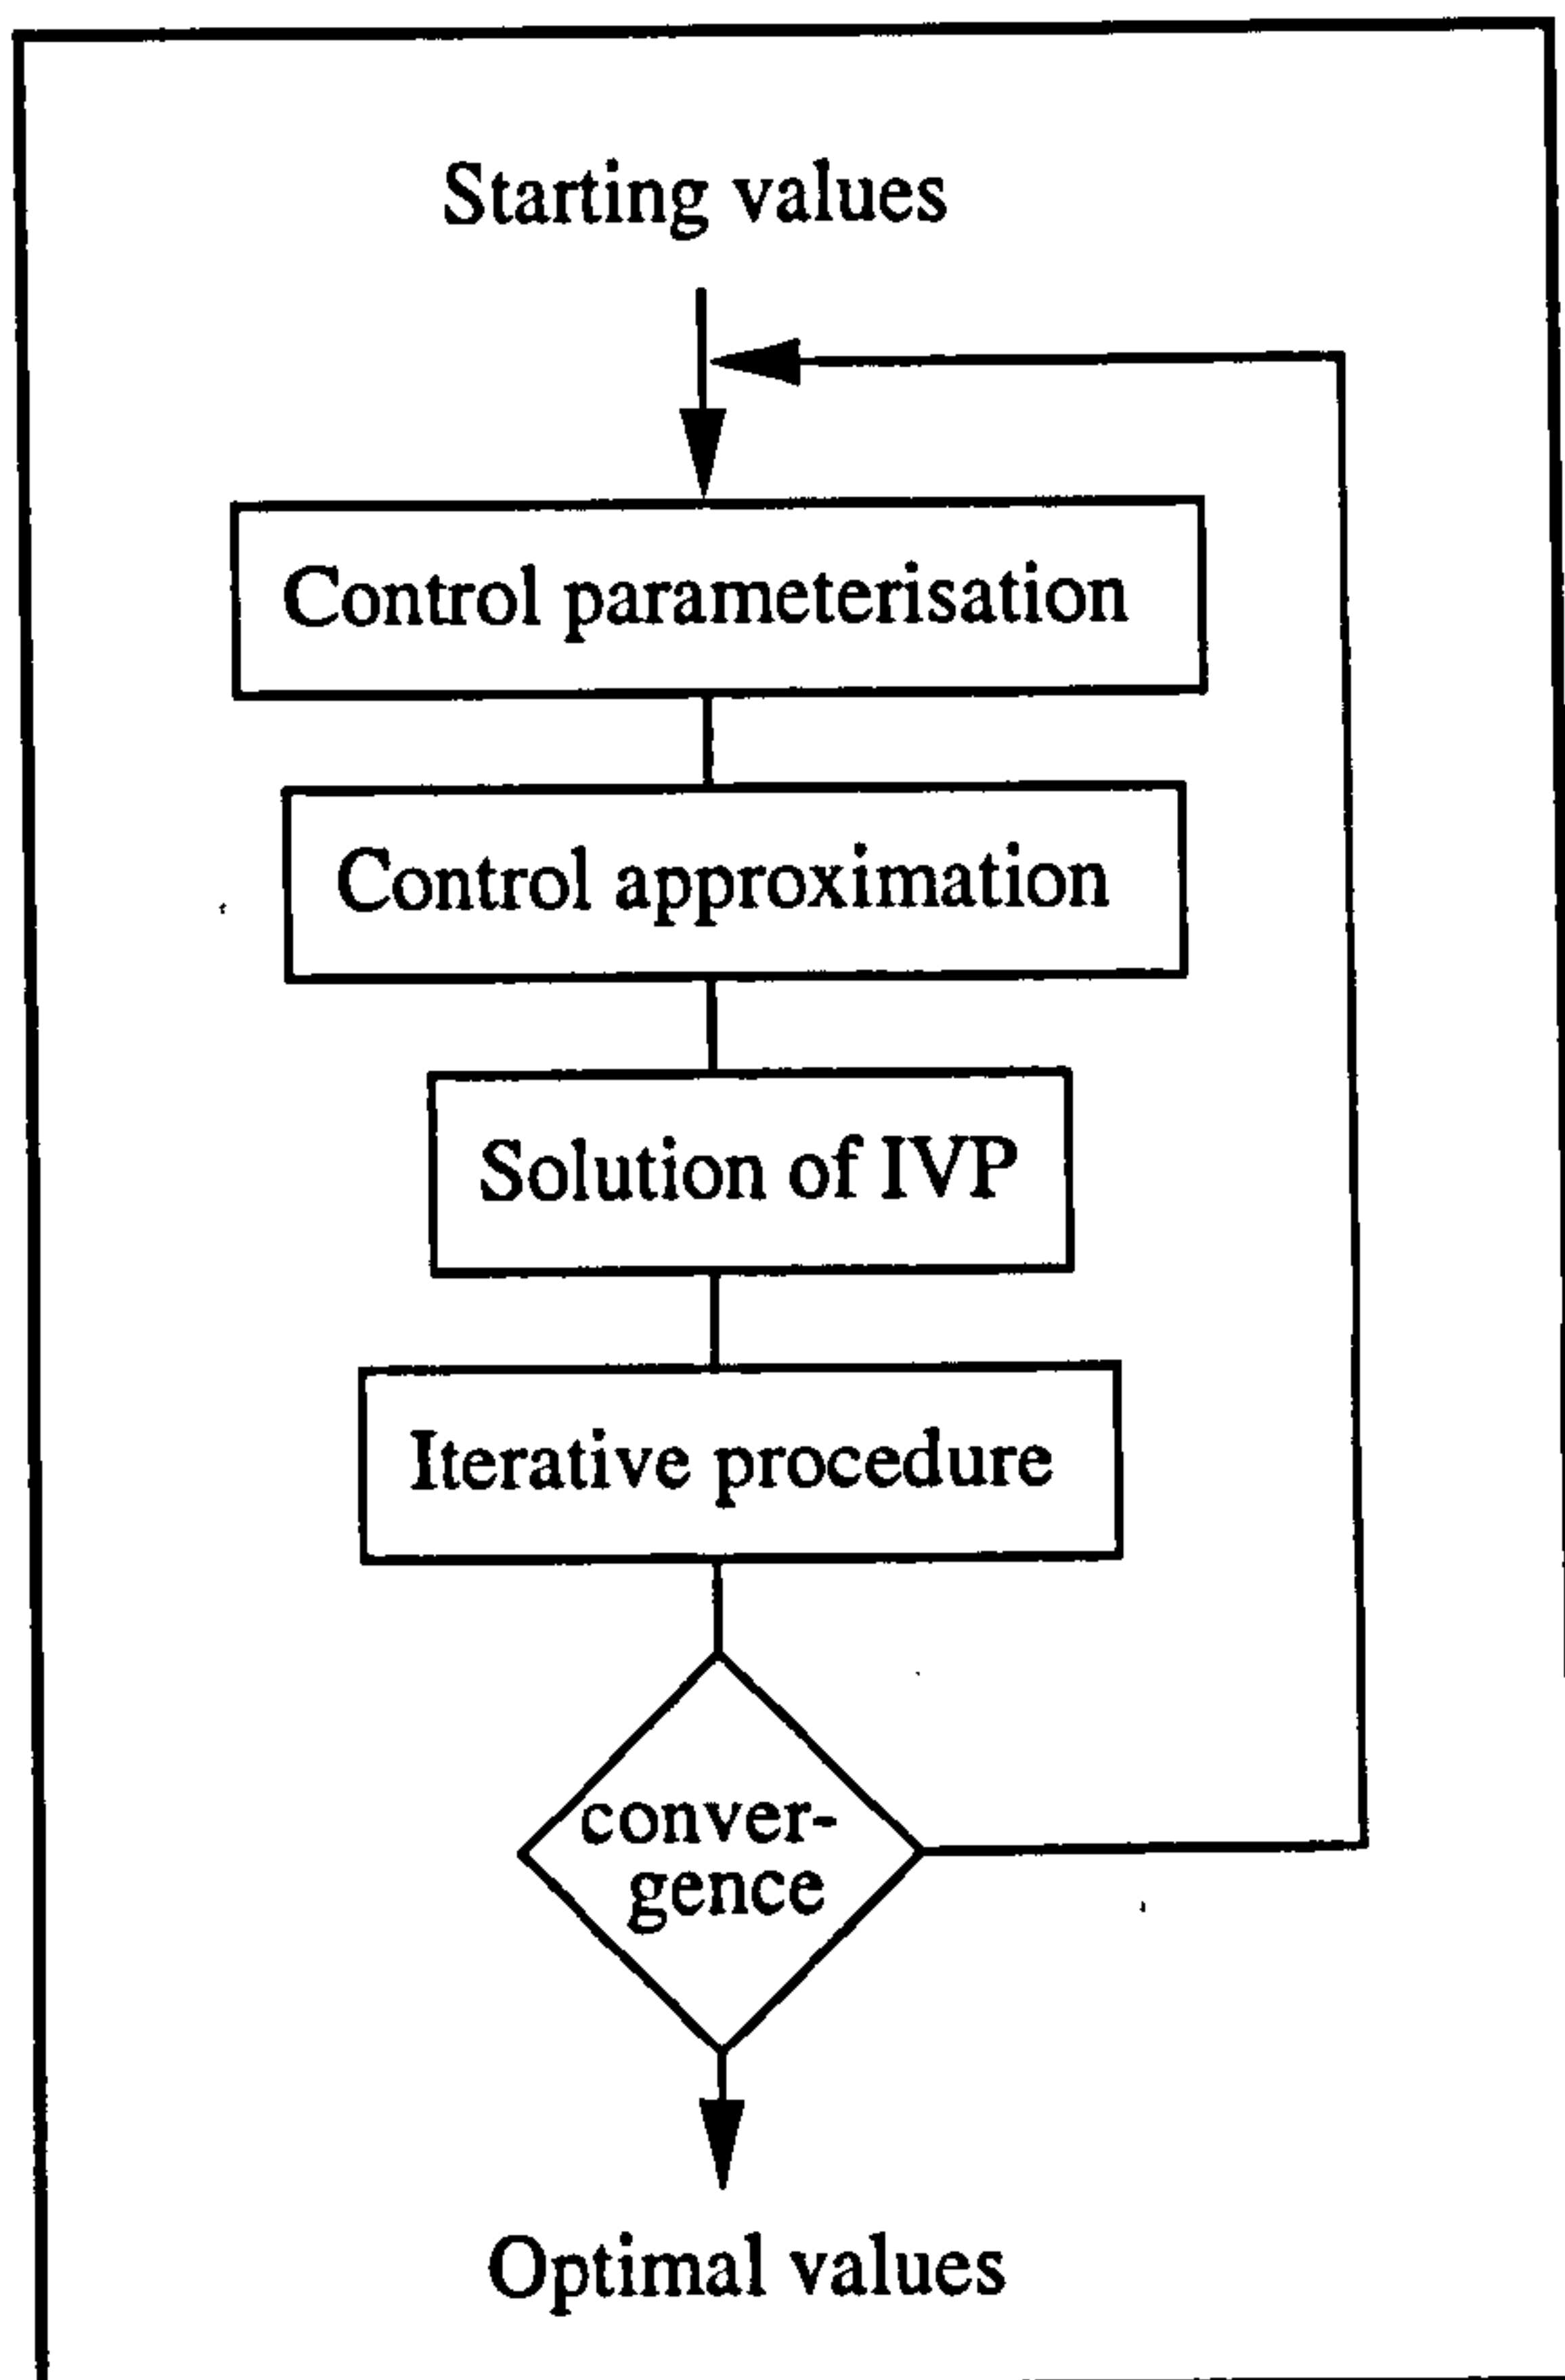 Starting values
Control parameterisation
Control approximation
Solution of IVP
Iterative procedure
conver-
gence
Optimal values